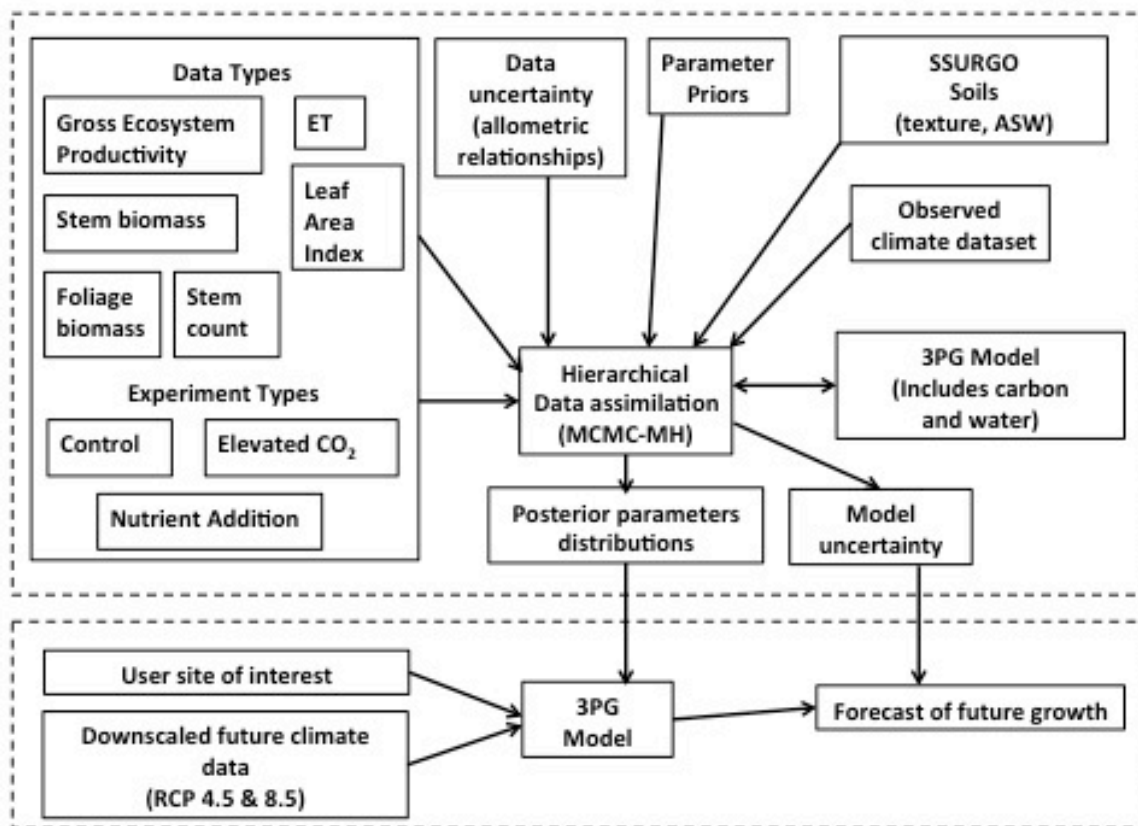 Data Types
Gross Ecosystem
Productivity
ET
Stem biomass
Leaf
Area
Index
Foliage
biomass
Stem
count
Experiment Types
Control
Elevated CO₂
Nutrient Addition
Data
uncertainty
(allometric
relationships)
Parameter
Priors
SSURGO
Soils
(texture, ASW)
Observed
climate dataset
Hierarchical
Data assimilation
(MCMC-MH)
3PG Model
(Includes carbon
and water)
Posterior parameters
distributions
Model
uncertainty
User site of interest
Downscaled future climate
data
(RCP 4.5 & 8.5)
3PG
Model
Forecast of future growth